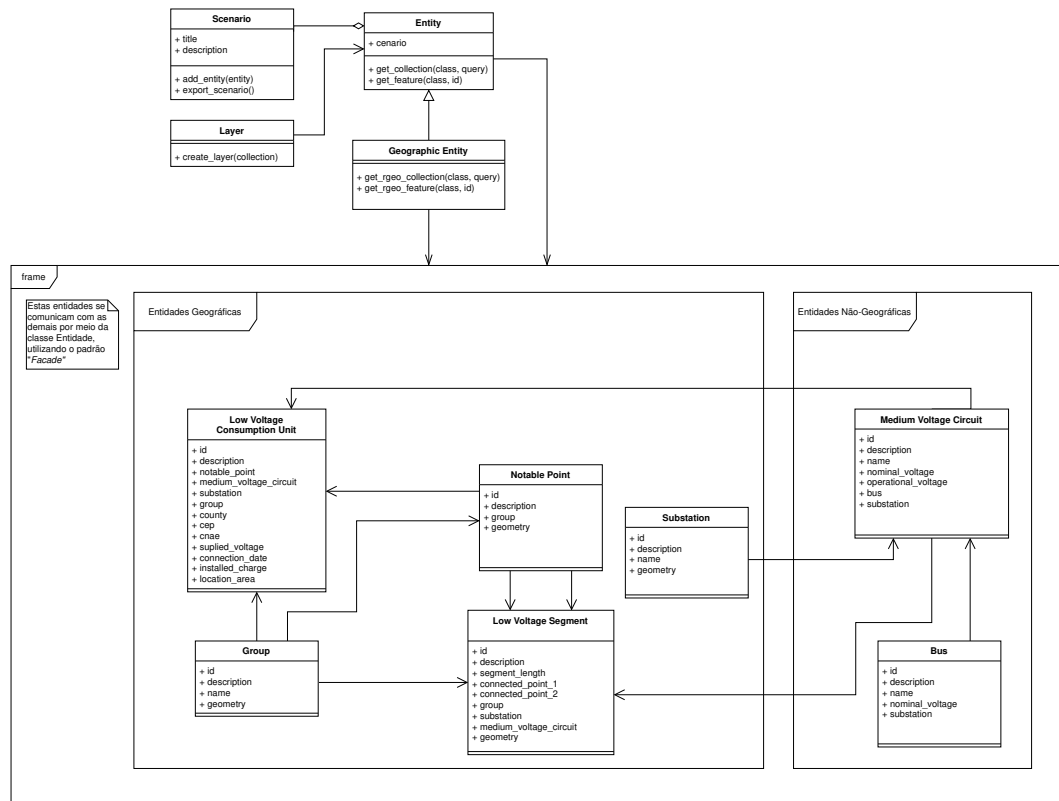 Scenario
+ title
+ description
+ add_entity(entity)
+ export_scenario()
Entity
+ cenario
+ get_collection(class, query)
+ get_feature(class, id)
Layer
+ create_layer(collection)
Geographic Entity
+ get_rgeo_collection(class, query)
+ get_rgeo_feature(class, id)
frame
Estas entidades se
comunicam com as
demais por meio da
classe Entidade,
utilizando o padrão
"Facade"
Entidades Geográficas
Entidades Não-Geográficas
Low Voltage
Consumption Unit
+ id
+ description
+ notable_point
+ medium_voltage_circuit
+ substation
+ group
+ county
+ cep
+ cnae
+ suplied_voltage
+ connection_date
+ installed_charge
+ location_area
Notable Point
+ id
+ description
+ group
+ geometry
Substation
+ id
+ description
+ name
+ geometry
Medium Voltage Circuit
+ id
+ description
+ name
+ nominal_voltage
+ operational_voltage
+ bus
+ substation
Group
+ id
+ description
+ name
+ geometry
Low Voltage Segment
+ id
+ description
+ segment_length
+ connected_point_1
+ connected_point_2
+ group
+ substation
+ medium_voltage_circuit
+ geometry
Bus
+ id
+ description
+ name
+ nominal_voltage
+ substation